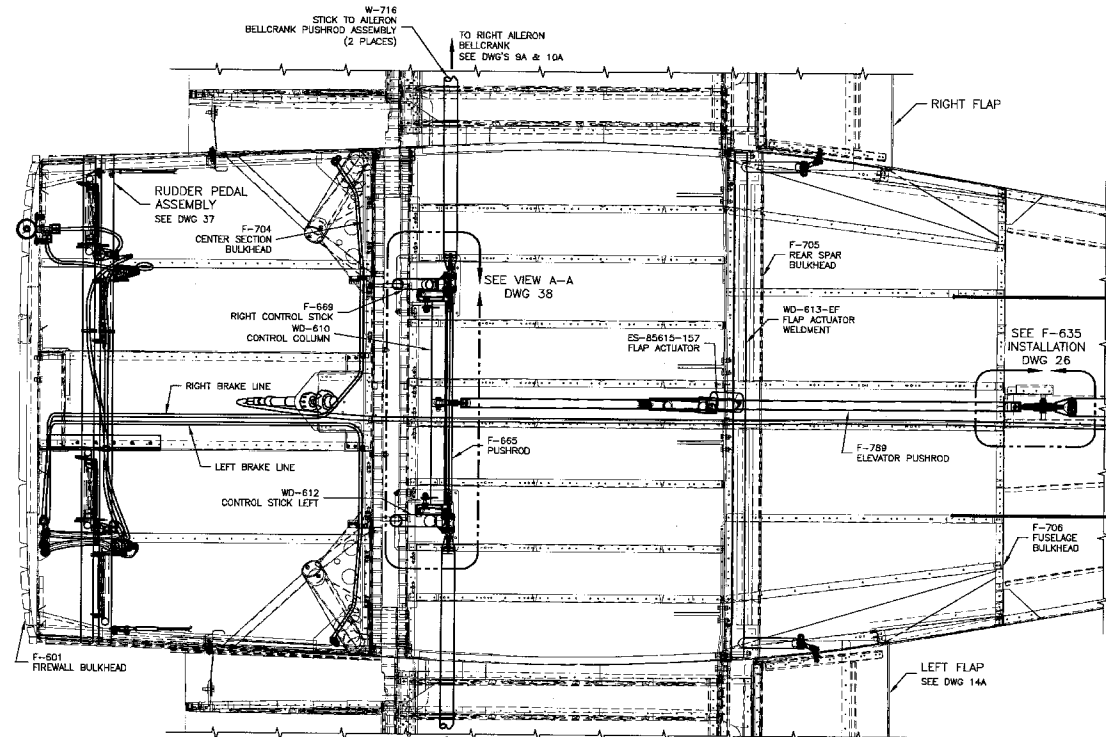 W-716
STICK TO AILERON
BELLCRANK PUSHROD ASSEMBLY
(2 PLACES)
TO RIGHT AILERON
BELLCRANK
SEE DWG'S 9A & 10A
RIGHT FLAP
RUDDER PEDAL
ASSEMBLY
SEE DWG 37
F-704
CENTER SECTION
BULKHEAD
F-705
REAR SPAR
BULKHEAD
SEE VIEW A-A
DWG 38
F-669
RIGHT CONTROL STICK
WD-610
CONTROL COLUMN
WD-613-EF
FLAP ACTUATOR
WELDMENT
ES-85615-157
FLAP ACTUATOR
SEE F-635
INSTALLATION
DWG 26
RIGHT BRAKE LINE
F-665
PUSHROD
F-789
ELEVATOR PUSHROD
LEFT BRAKE LINE
WD-612
CONTROL STICK LEFT
F-706
FUSELAGE
BULKHEAD
F-601
FIREWALL BULKHEAD
LEFT FLAP
SEE DWG 14A